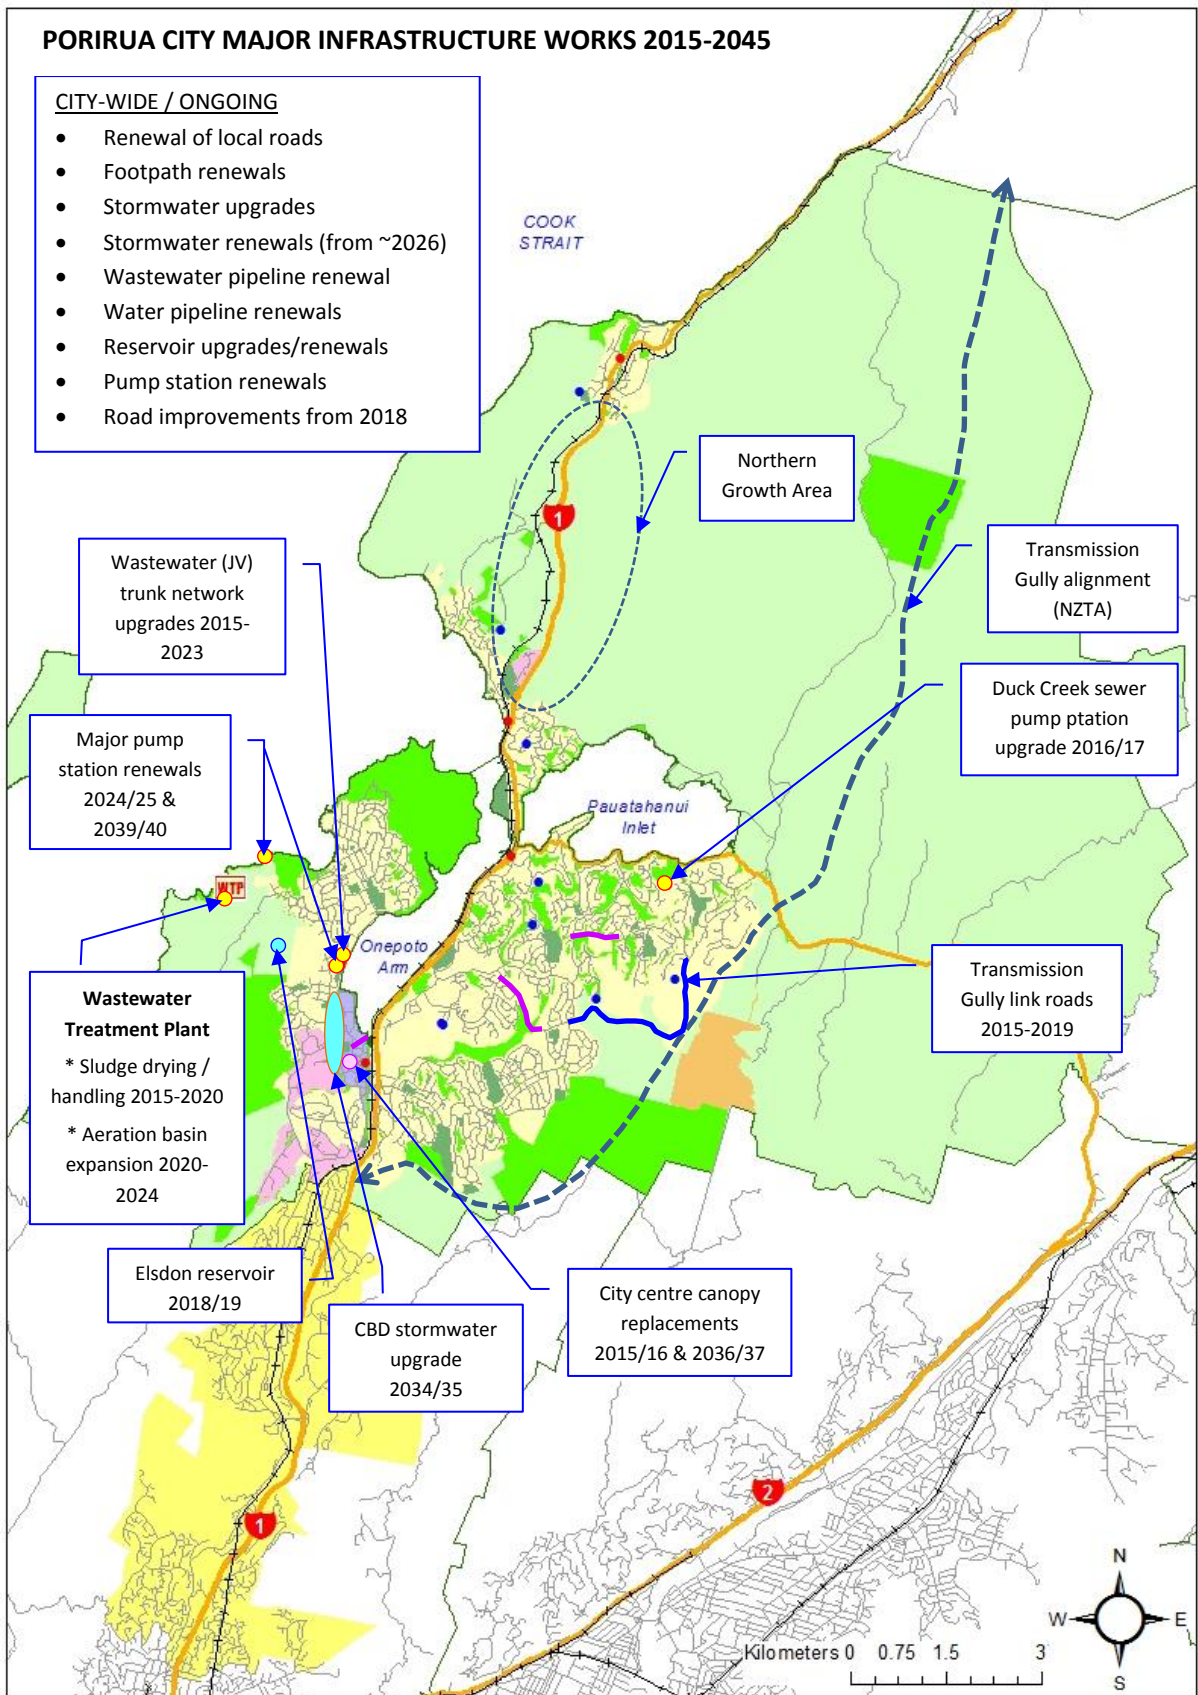 PORIRUA CITY MAJOR INFRASTRUCTURE WORKS 2015-2045
CITY-WIDE / ONGOING
• Renewal of local roads
• Footpath renewals
• Stormwater upgrades
• Stormwater renewals (from ~2026)
• Wastewater pipeline renewal
• Water pipeline renewals
• Reservoir upgrades/renewals
• Pump station renewals
• Road improvements from 2018
COOK
STRAIT
Northern
Growth Area
1
Wastewater (JV)
trunk network
upgrades 2015-
2023
Transmission
Gully alignment
(NZTA)
Duck Creek sewer
pump ptation
upgrade 2016/17
Major pump
station renewals
2024/25 &
2039/40
Pauatahanui
Inlet
WTP
Onepoto
Arm
Wastewater
Treatment Plant
* Sludge drying /
handling 2015-2020
* Aeration basin
expansion 2020-
2024
Transmission
Gully link roads
2015-2019
Elsdon reservoir
2018/19
CBD stormwater
upgrade
2034/35
City centre canopy
replacements
2015/16 & 2036/37
2
1
N
W E
S
Kilometers 0 0.75 1.5 3